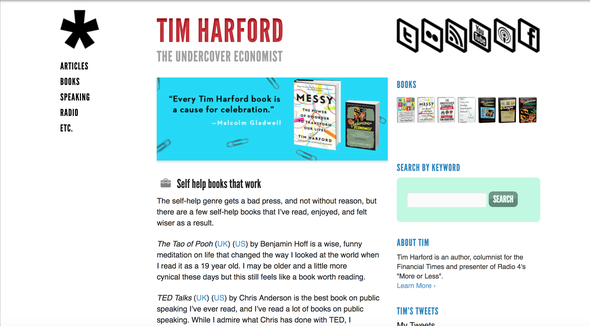 TIM HARFORD
THE UNDERCOVER ECONOMIST
ARTICLES
BOOKS
SPEAKING
RADIO
ETC.
“Every Tim Harford book is
a cause for celebration.”
—Malcolm Gladwell
MESSY
THE POWER
OF DISORDER
TO TRANSFORM
OUR LIVES
TIM HARFORD
Self help books that work
The self-help genre gets a bad press, and not without reason, but
there are a few self-help books that I've read, enjoyed, and felt
wiser as a result.
The Tao of Pooh (UK) (US) by Benjamin Hoff is a wise, funny
meditation on life that changed the way I looked at the world when
I read it as a 19 year old. I may be older and a little more
cynical these days but this still feels like a book worth reading.
TED Talks (UK) (US) by Chris Anderson is the best book on public
speaking I've ever read, and I've read a lot of books on public
speaking. While I admire what Chris has done with TED, I
You
Tube
BOOKS
SEARCH BY KEYWORD
SEARCH
ABOUT TIM
Tim Harford is an author, columnist for the
Financial Times and presenter of Radio 4's
"More or Less".
Learn More ›
TIM'S TWEETS
My Tweets